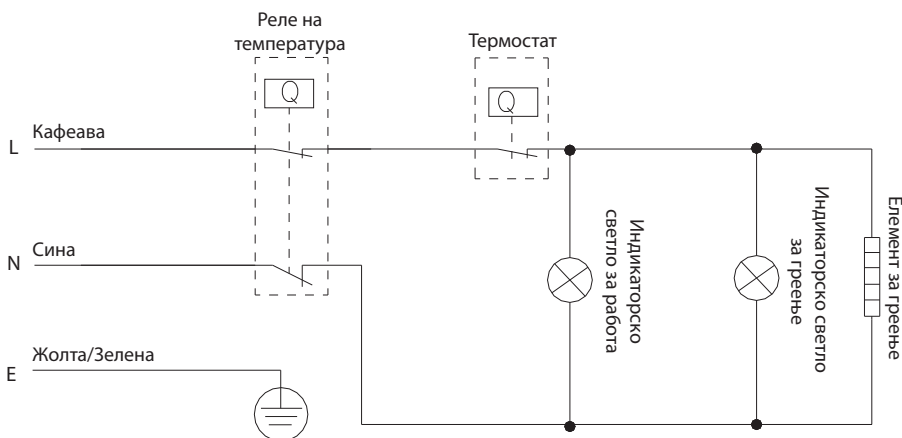 Реле на
температура
Термостат
Q
Q
L
Кафеава
N
Сина
E
Жолта/Зелена
Индикаторско
светло за работа
Индикаторско светло
за греење
Елемент за греење